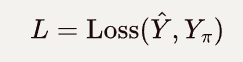 L = Loss(Ŷ, Y_π)